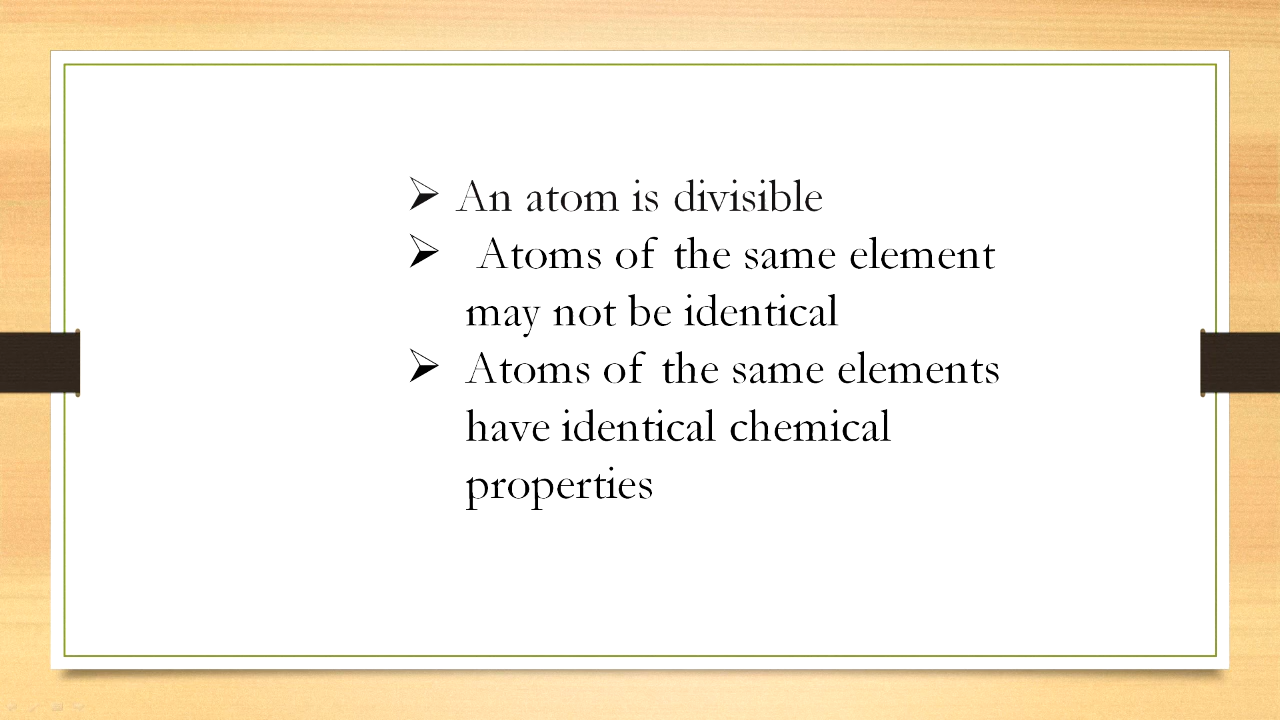 ➢ An atom is divisible
➢ Atoms of the same element
may not be identical
➢ Atoms of the same elements
have identical chemical
properties